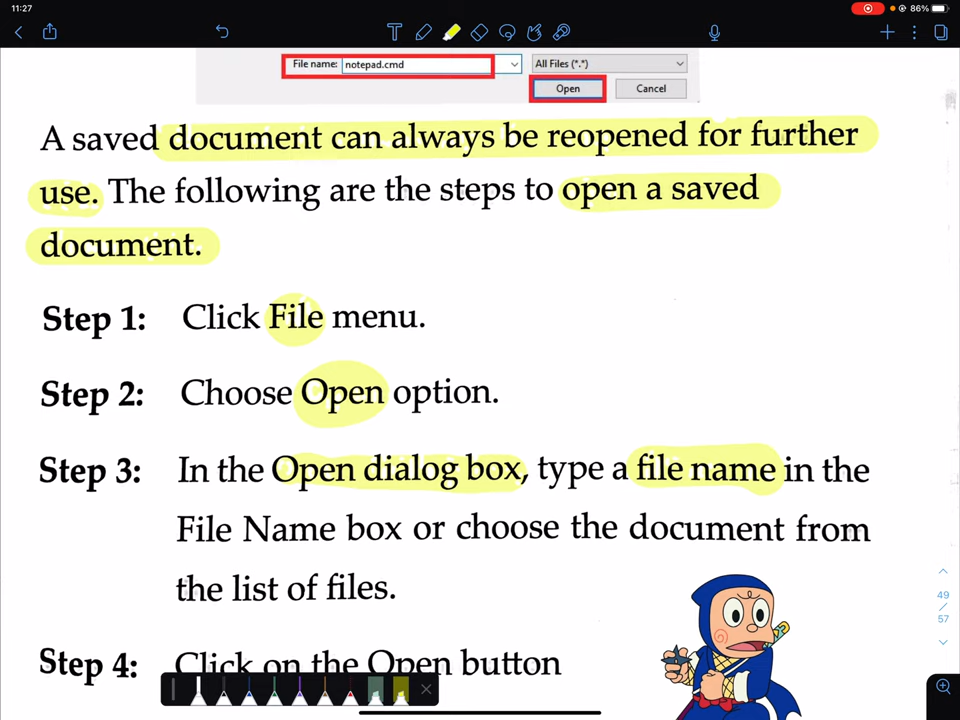 11:27
86%
File name: notepad.cmd All Files (*.*)
Open Cancel
A saved document can always be reopened for further
use. The following are the steps to open a saved
document.
Step 1: Click File menu.
Step 2: Choose Open option.
Step 3: In the Open dialog box, type a file name in the
File Name box or choose the document from
the list of files.
Step 4: Click on the Open button
49
/
57